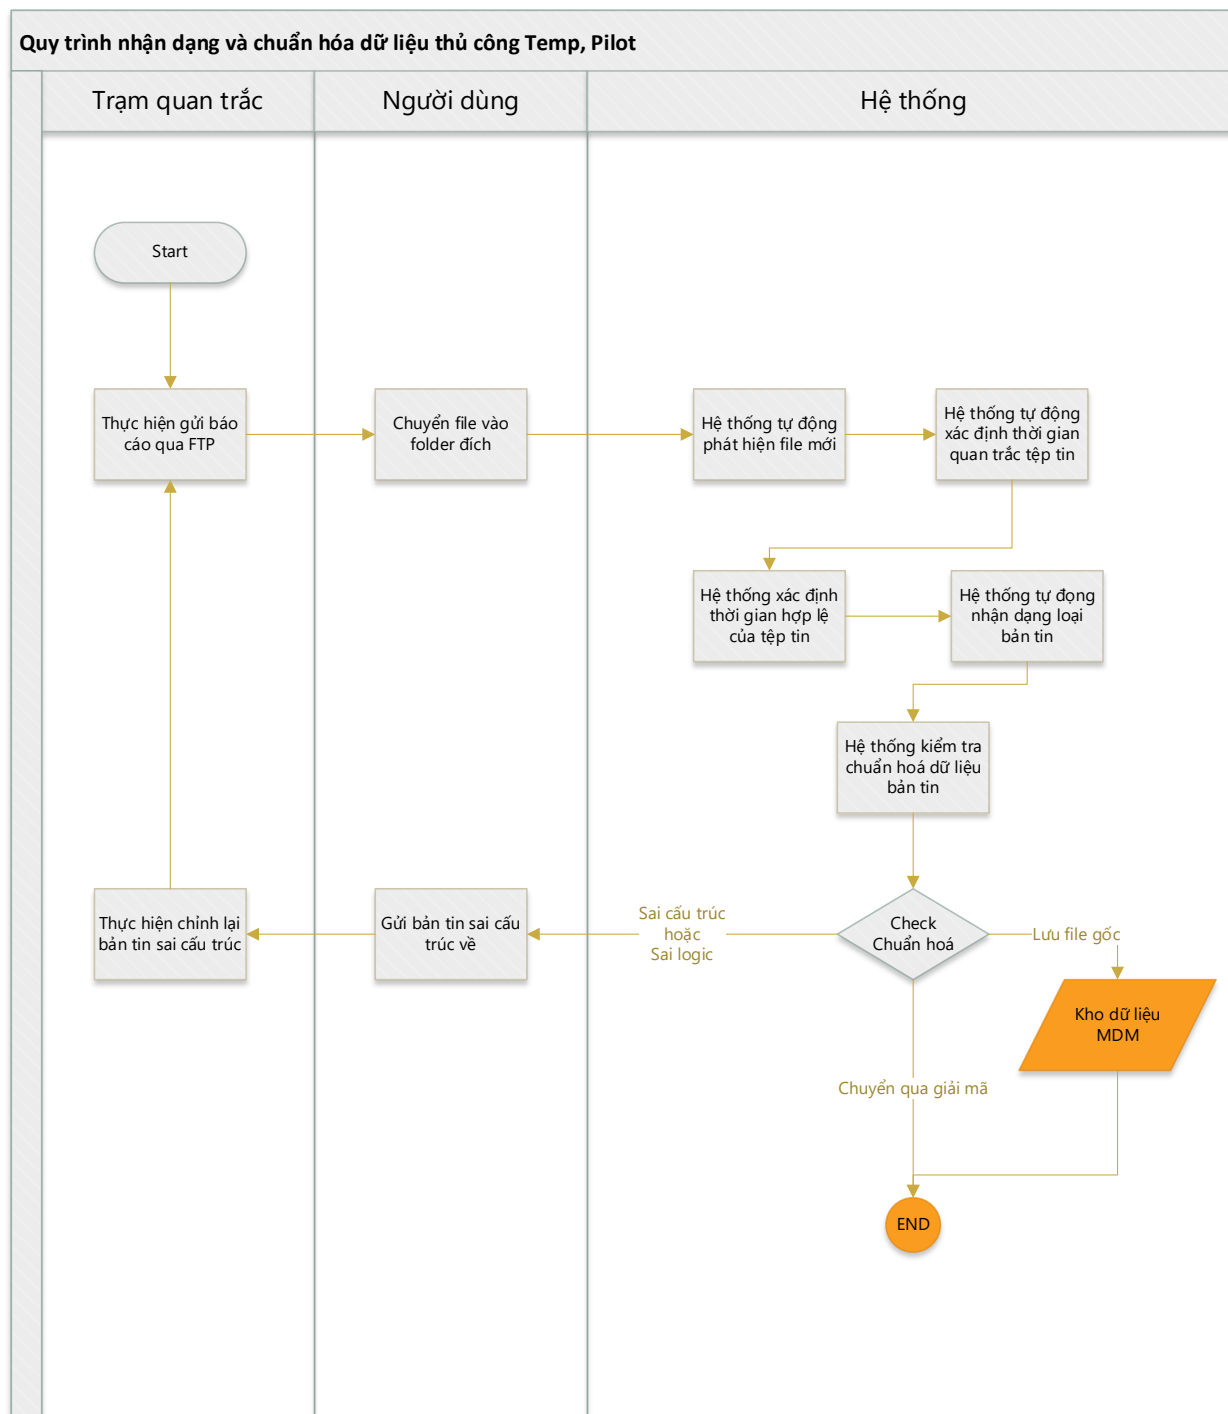 Quy trình nhận dạng và chuẩn hóa dữ liệu thủ công Temp, Pilot
Trạm quan trắc
Người dùng
Hệ thống
Start
Thực hiện gửi báo
cáo qua FTP
Chuyển file vào
folder đích
Hệ thống tự động
phát hiện file mới
Hệ thống tự động
xác định thời gian
quan trắc tệp tin
Hệ thống xác định
thời gian hợp lệ
của tệp tin
Hệ thống tự đọng
nhận dạng loại
bản tin
Hệ thống kiểm tra
chuẩn hoá dữ liệu
bản tin
Thực hiện chỉnh lại
bản tin sai cấu trúc
Gửi bản tin sai cấu
trúc về
Sai cấu trúc
hoặc
Sai logic
Check
Chuẩn hoá
Lưu file gốc
Kho dữ liệu
MDM
Chuyển qua giải mã
END